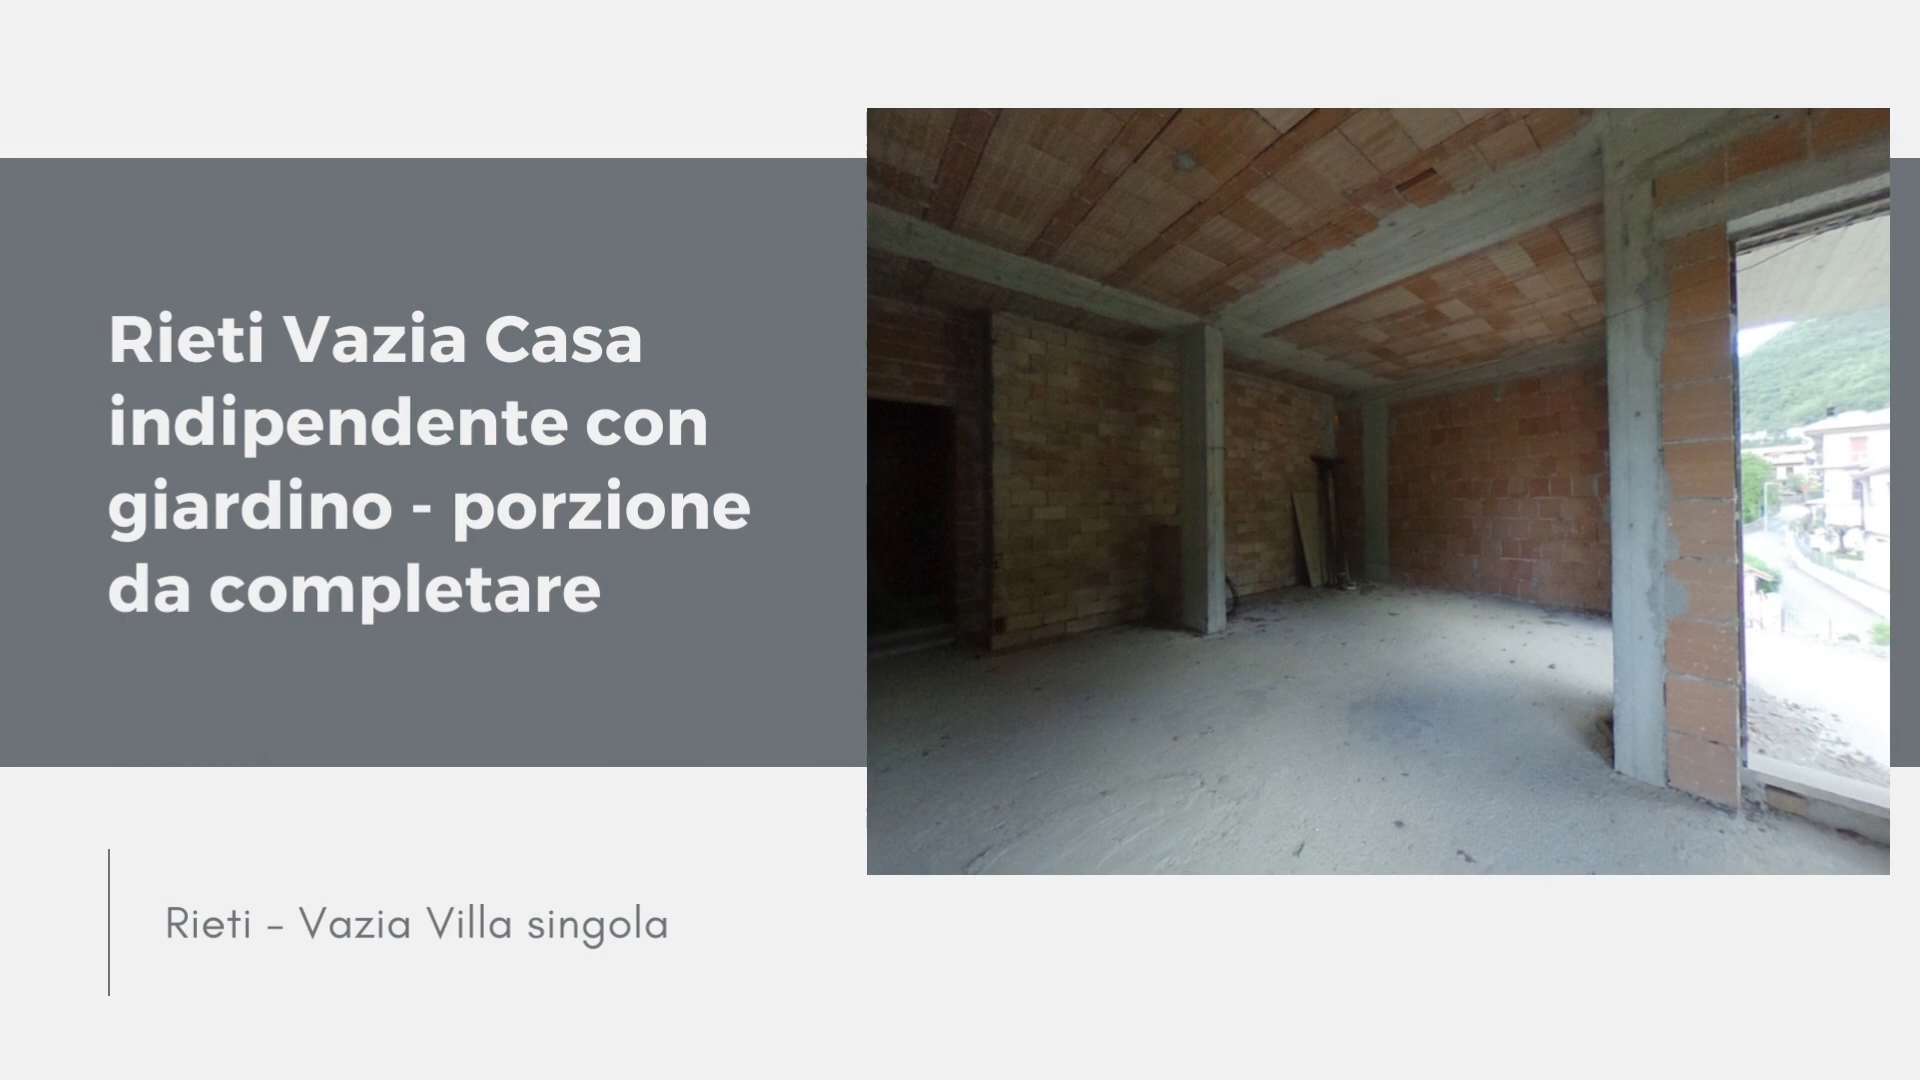 Rieti Vazia Casa
indipendente con
giardino - porzione
da completare
Rieti - Vazia Villa singola